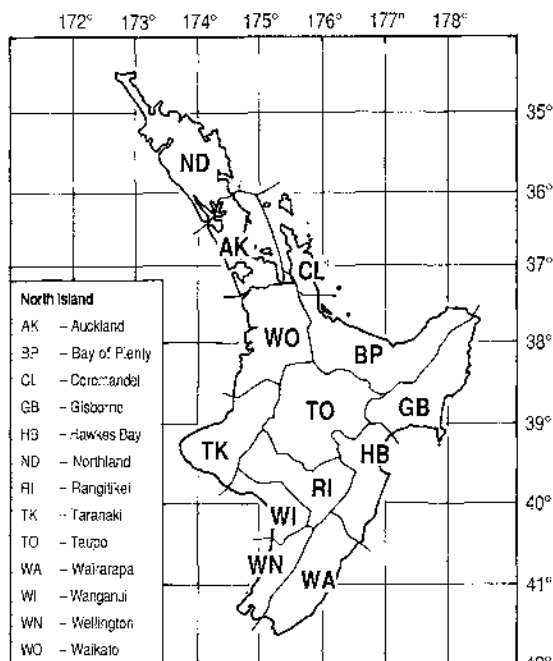 172° 173° 174° 175° 176° 177° 178°
35°
ND
36°
AK
CL
37°
North Island
AK – Auckland
BP – Bay of Plenty
CL – Coromandel
GB – Gisborne
HB – Hawkes Bay
ND – Northland
RI – Rangitikei
TK – Taranaki
TO – Taupo
WA – Wairarapa
WI – Wanganui
WN – Wellington
WO – Waikato
WO
BP
38°
TO
GB
39°
TK
HB
RI
40°
WI
WN
WA
41°
42°